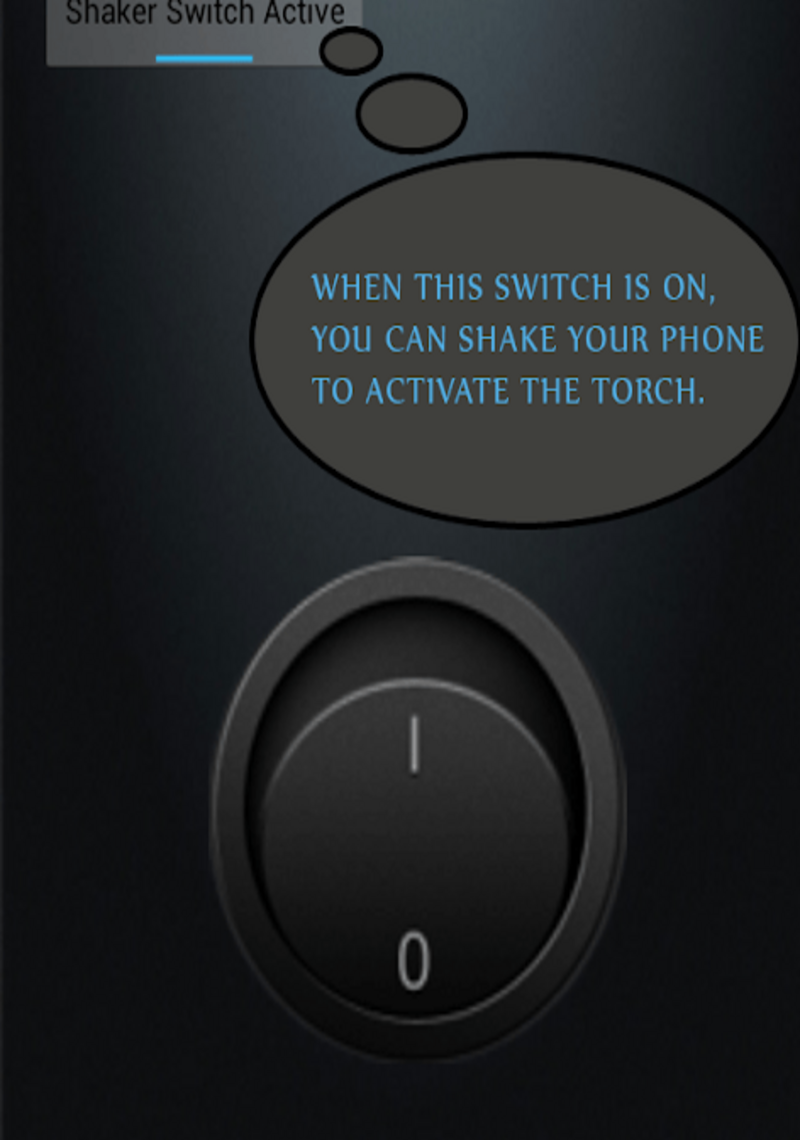 Shaker Switch Active
WHEN THIS SWITCH IS ON,
YOU CAN SHAKE YOUR PHONE
TO ACTIVATE THE TORCH.
I
0